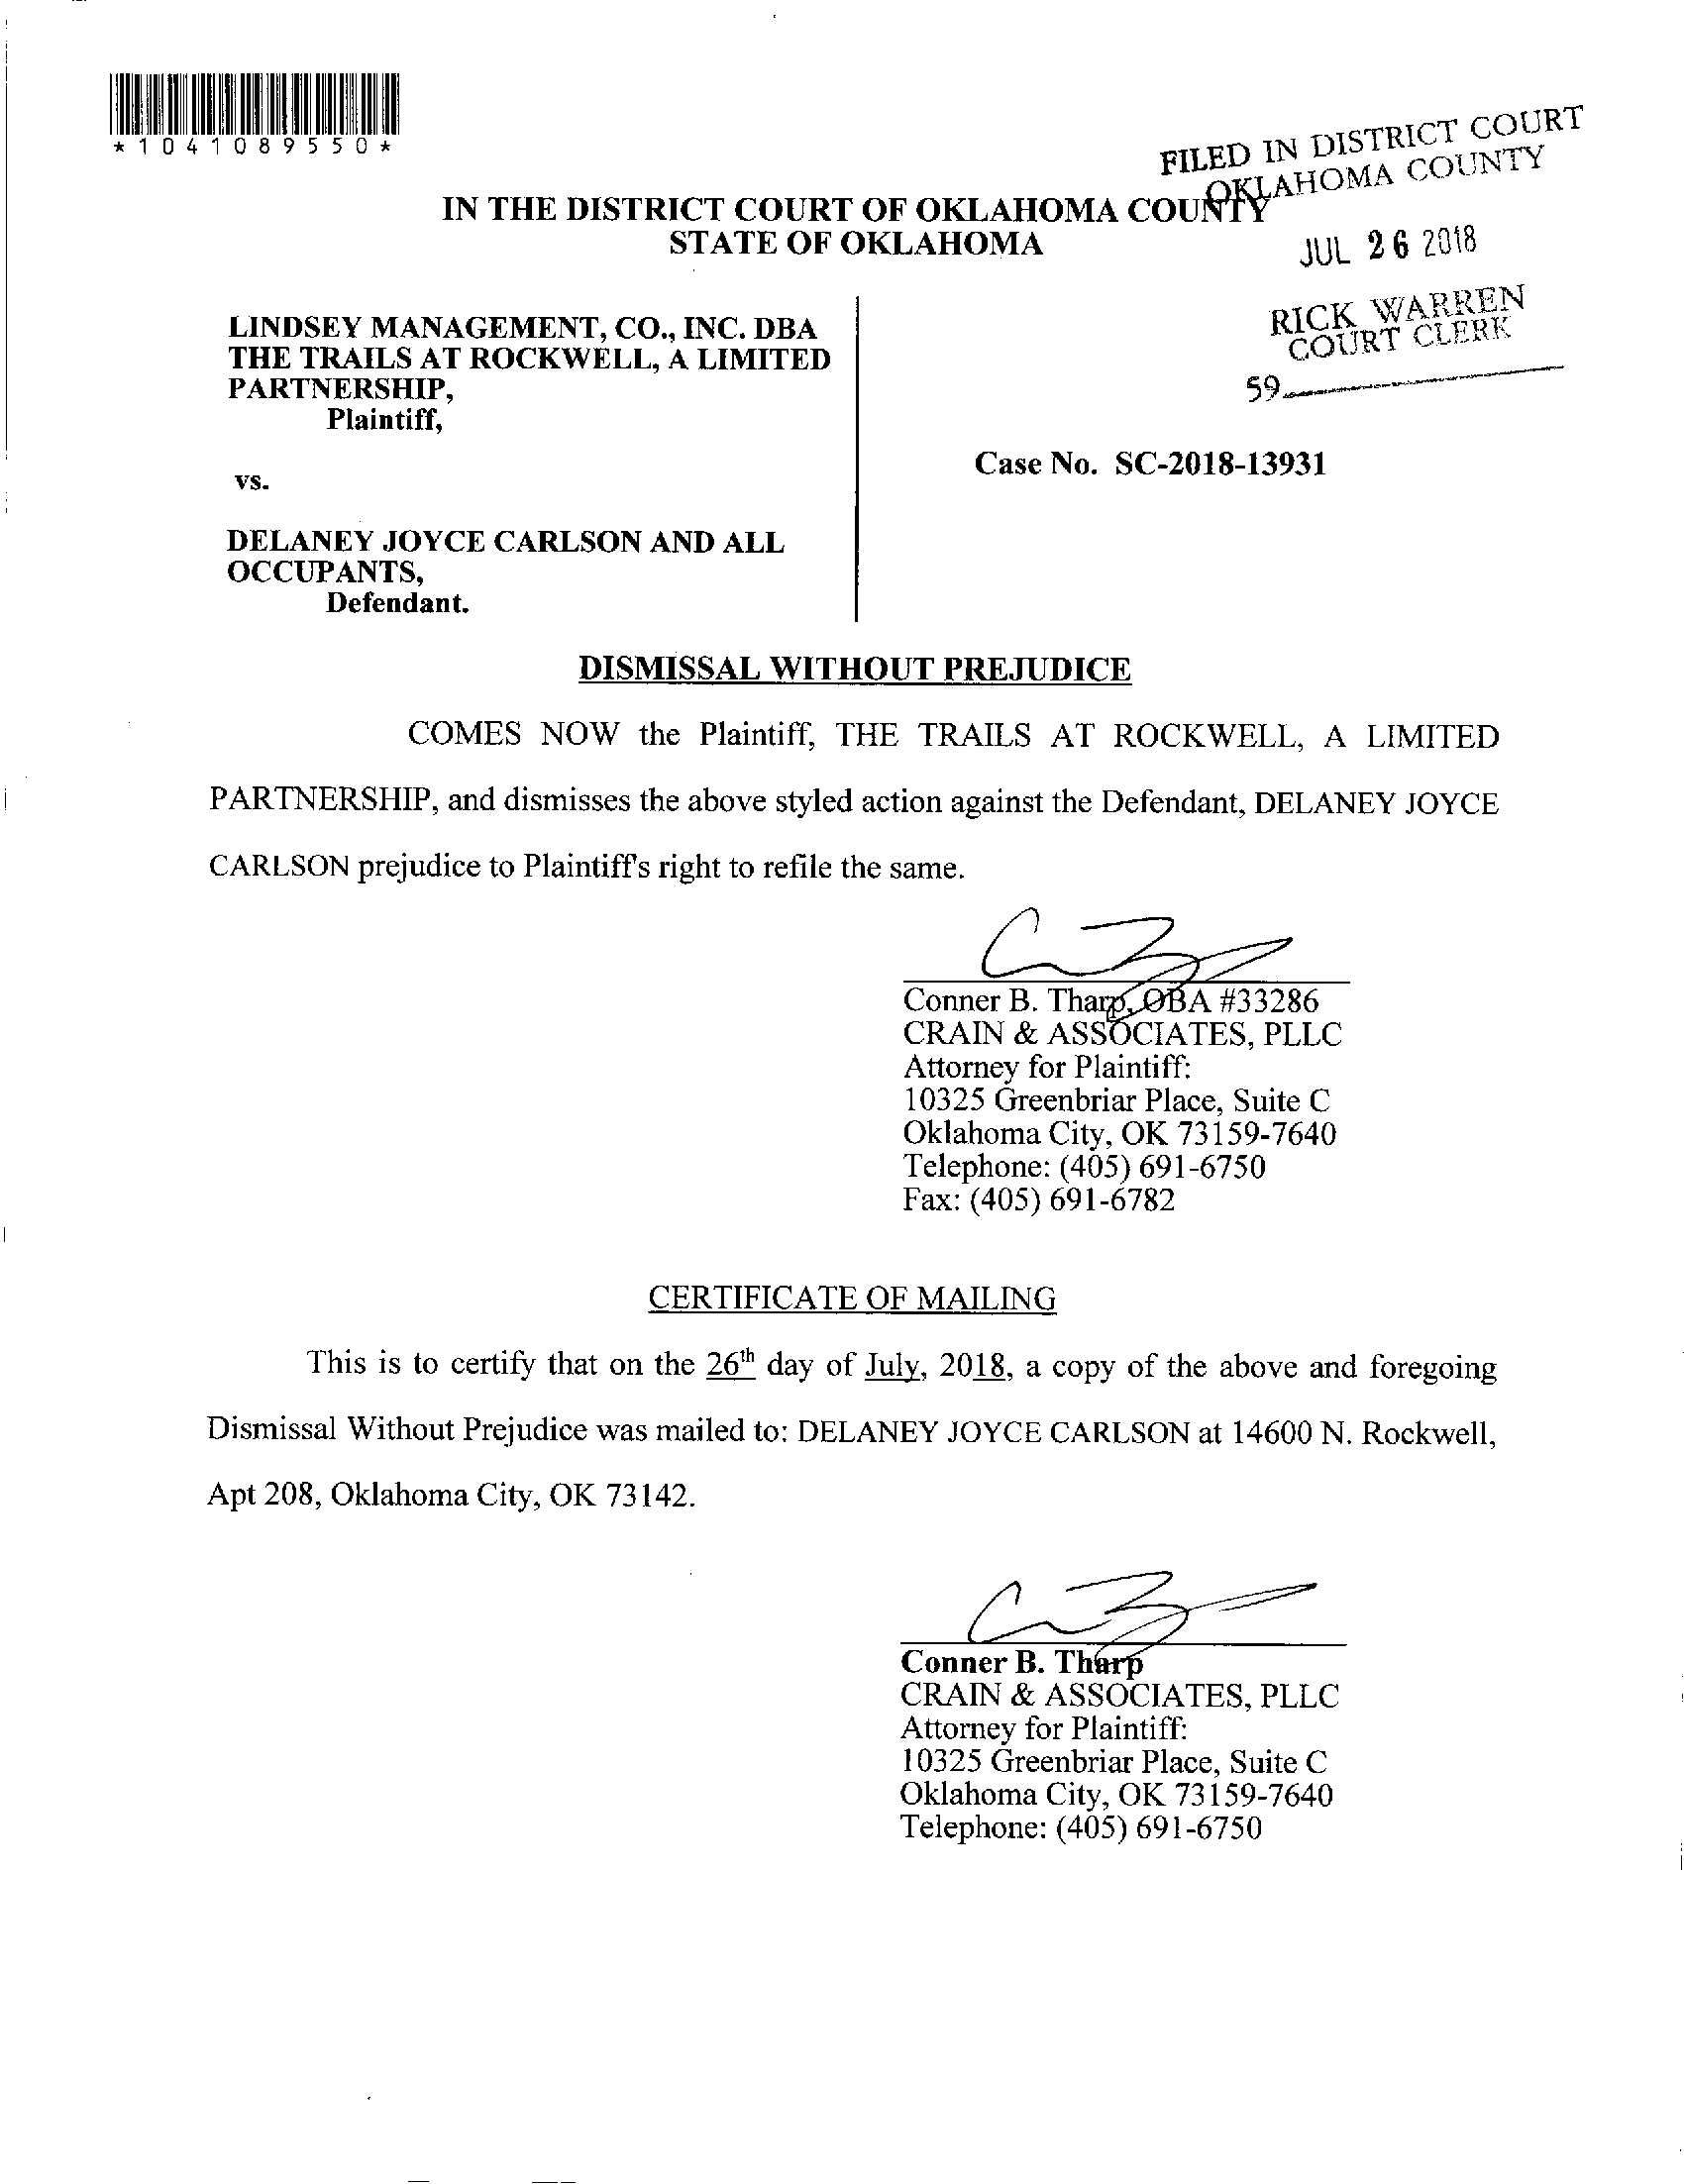 *1041089550*
FILED IN DISTRICT COURT
OKLAHOMA COUNTY
IN THE DISTRICT COURT OF OKLAHOMA COUNTY
STATE OF OKLAHOMA
JUL 26 2018
RICK WARREN
COURT CLERK
59
LINDSEY MANAGEMENT, CO., INC. DBA
THE TRAILS AT ROCKWELL, A LIMITED
PARTNERSHIP,
Plaintiff,
vs.
Case No. SC-2018-13931
DELANEY JOYCE CARLSON AND ALL
OCCUPANTS,
Defendant.
DISMISSAL WITHOUT PREJUDICE
COMES NOW the Plaintiff, THE TRAILS AT ROCKWELL, A LIMITED
PARTNERSHIP, and dismisses the above styled action against the Defendant, DELANEY JOYCE
CARLSON prejudice to Plaintiff's right to refile the same.
Conner B. Tharp, OBA #33286
CRAIN & ASSOCIATES, PLLC
Attorney for Plaintiff:
10325 Greenbriar Place, Suite C
Oklahoma City, OK 73159-7640
Telephone: (405) 691-6750
Fax: (405) 691-6782
CERTIFICATE OF MAILING
This is to certify that on the 26th day of July, 2018, a copy of the above and foregoing
Dismissal Without Prejudice was mailed to: DELANEY JOYCE CARLSON at 14600 N. Rockwell,
Apt 208, Oklahoma City, OK 73142.
Conner B. Tharp
CRAIN & ASSOCIATES, PLLC
Attorney for Plaintiff:
10325 Greenbriar Place, Suite C
Oklahoma City, OK 73159-7640
Telephone: (405) 691-6750